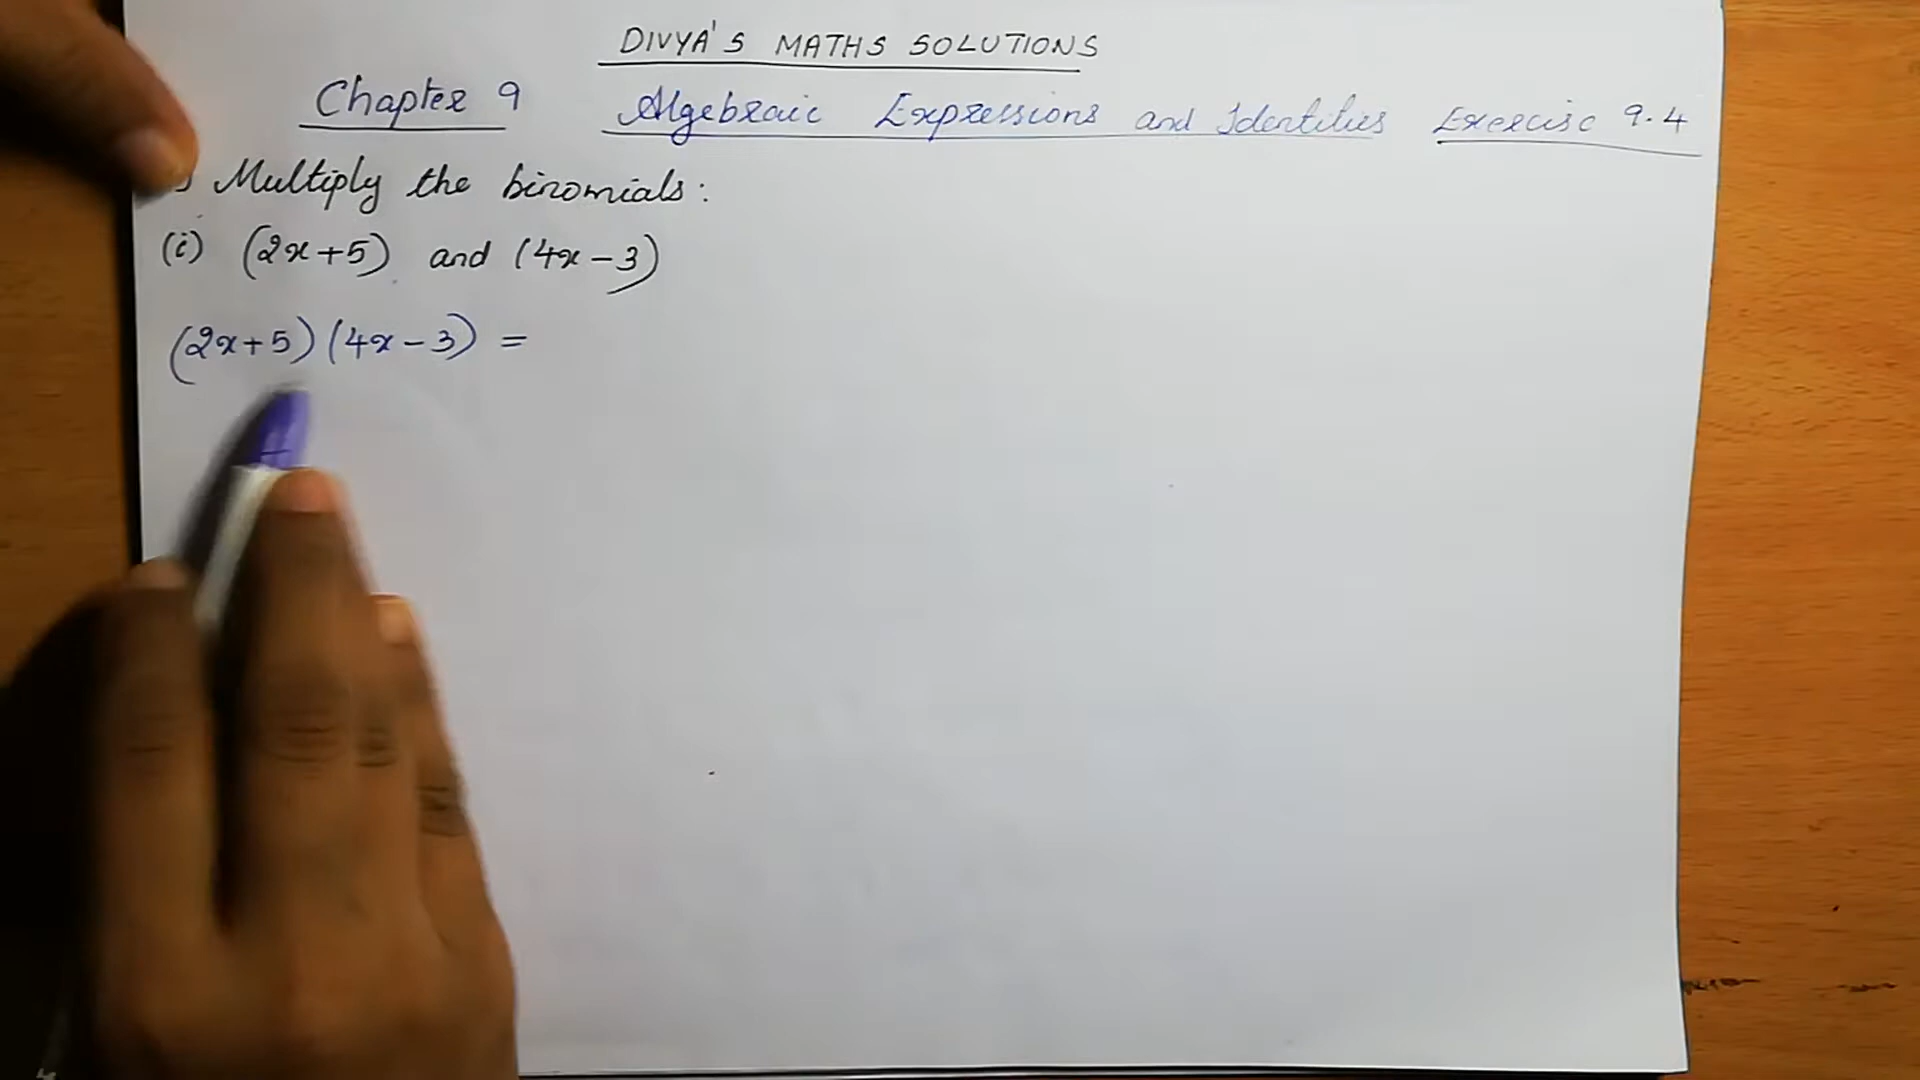 DIVYA'S MATHS SOLUTIONS
Chapter 9 Algebraic Expressions and Identities Exercise 9.4
Multiply the binomials:
(i) (2x+5) and (4x-3)
(2x+5)(4x-3) =